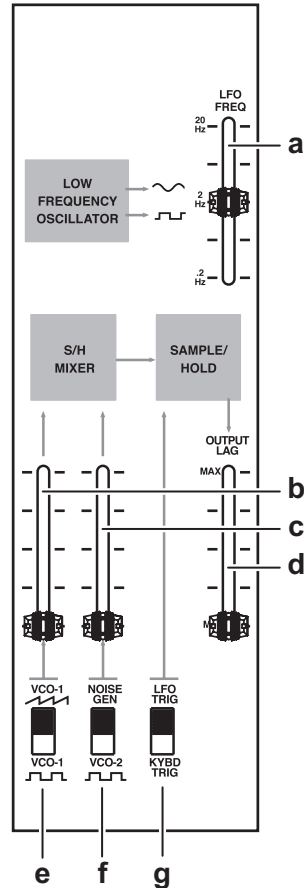 LFO
FREQ
20
Hz
a
LOW
FREQUENCY
OSCILLATOR
2
Hz
.2
Hz
S/H
MIXER
SAMPLE/
HOLD
OUTPUT
LAG
MAX
b
c
d
VCO-1
NOISE
GEN
LFO
TRIG
VCO-1
VCO-2
KYBD
TRIG
e
f
g